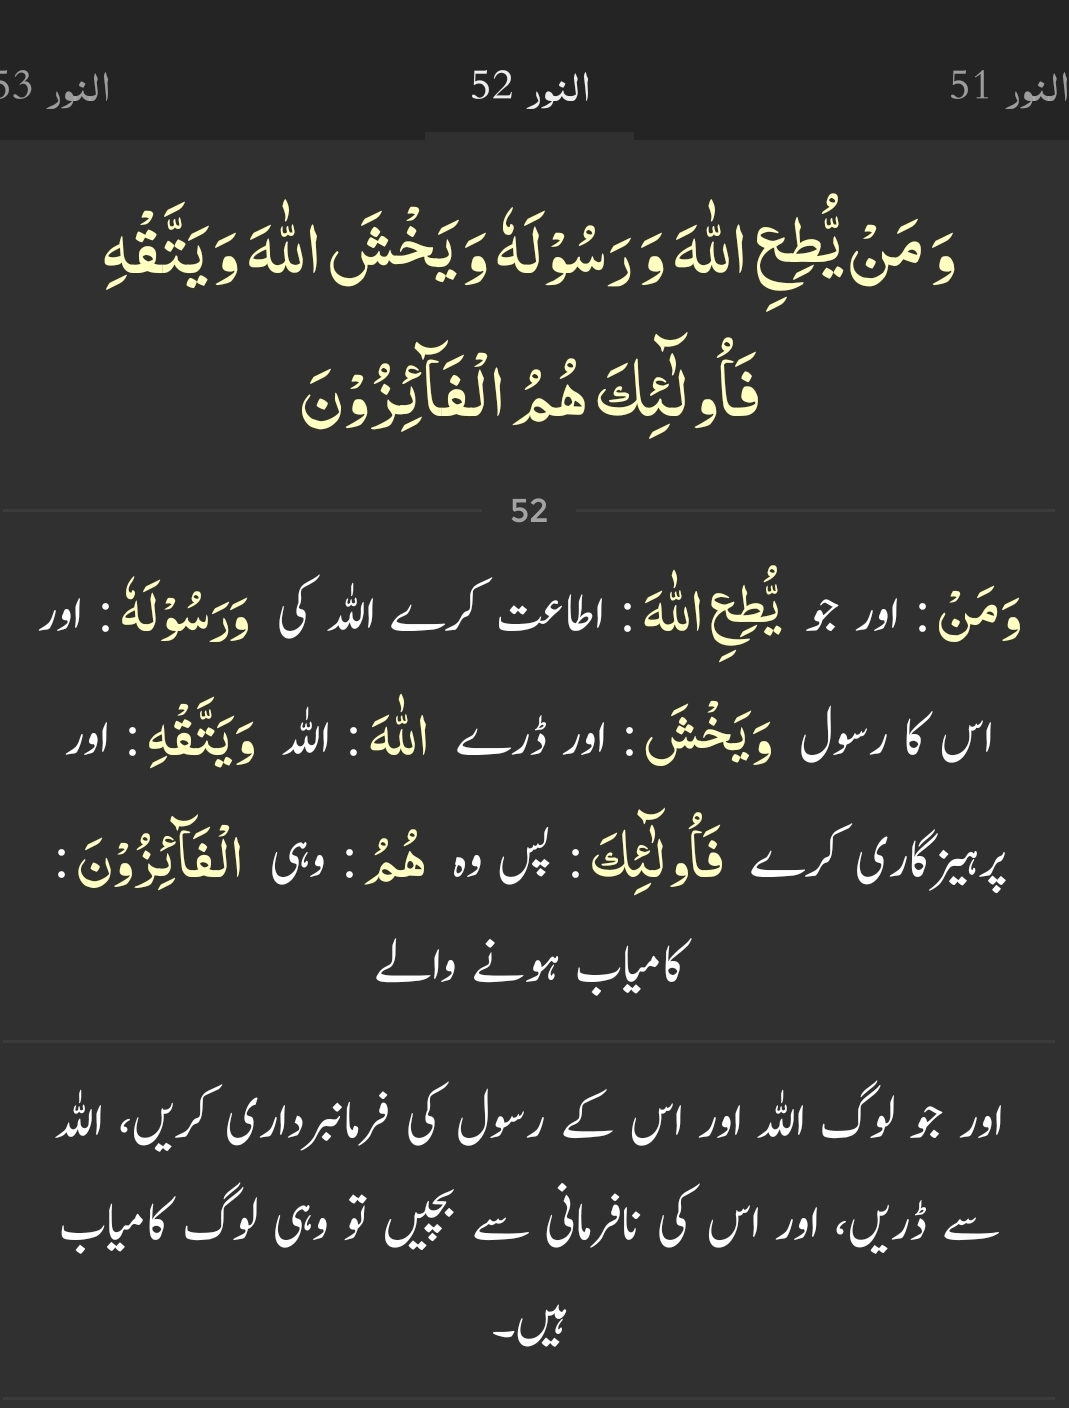 النور 51 النور 52 النور 53
وَ مَنْ يُّطِعِ اللّٰهَ وَ رَسُوْلَهٗ وَ يَخْشَ اللّٰهَ وَ يَتَّقْهِ
فَاُولٰٓئِكَ هُمُ الْفَآئِزُوْنَ
52
وَمَنْ : اور جو يُّطِعِ اللّٰهَ : اطاعت کرے اللہ کی وَرَسُوْلَهٗ : اور
اس کا رسول وَيَخْشَ : اور ڈرے اللّٰهَ : اللہ وَيَتَّقْهِ : اور
پرہیزگاری کرے فَاُولٰٓئِكَ : پس وہ هُمُ : وہی الْفَآئِزُوْنَ :
کامیاب ہونے والے
اور جو لوگ اللہ اور اس کے رسول کی فرمانبرداری کریں، اللہ
سے ڈریں، اور اس کی نافرمانی سے بچیں تو وہی لوگ کامیاب
ہیں۔